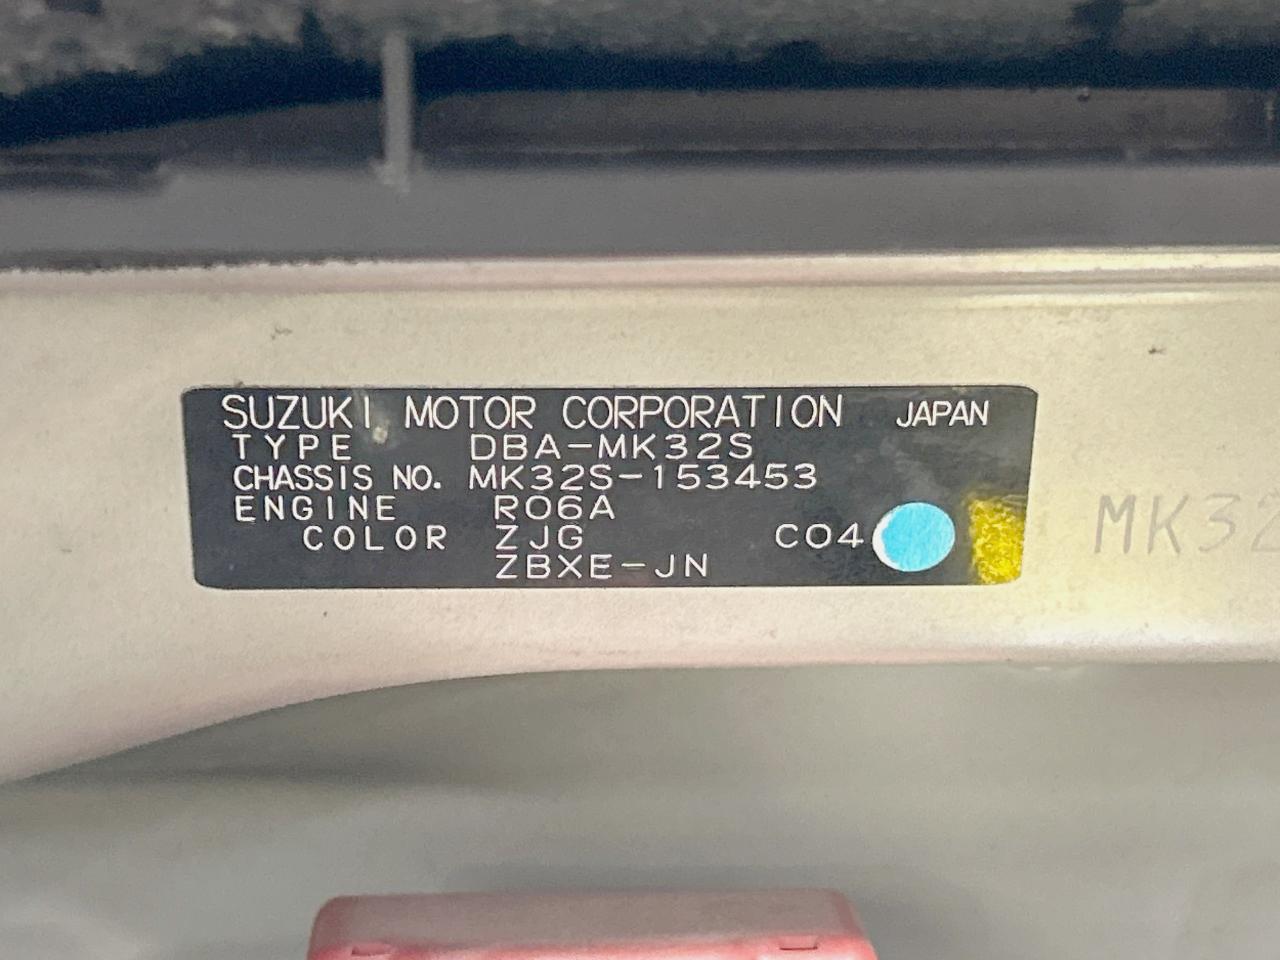 SUZUKI MOTOR CORPORATION JAPAN
TYPE DBA-MK32S
CHASSIS NO. MK32S-153453
ENGINE R06A
COLOR ZJG C04
ZBXE-JN
MK32